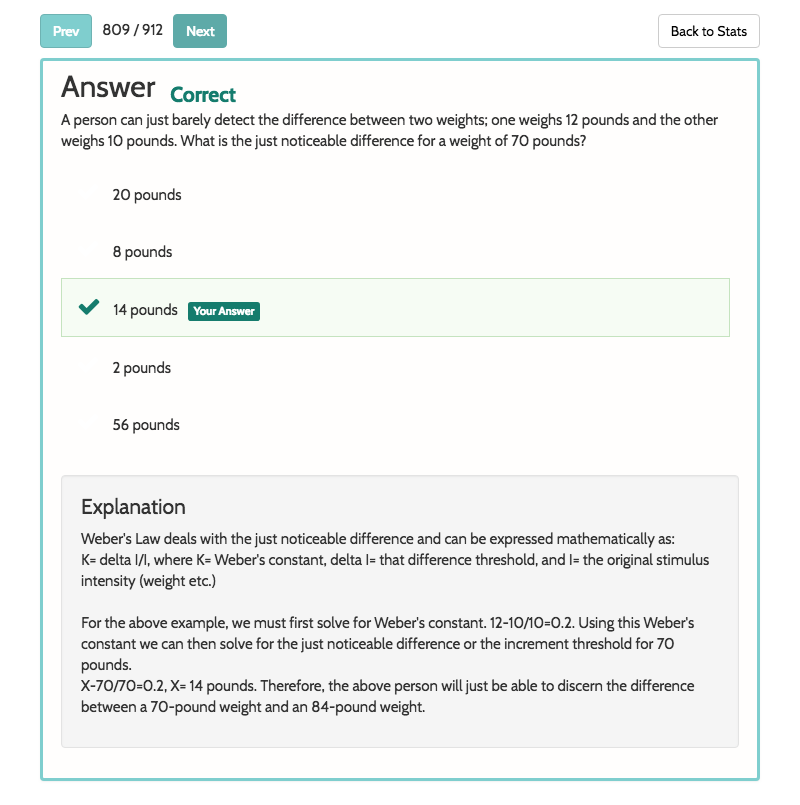 Prev 809 / 912 Next Back to Stats
Answer Correct
A person can just barely detect the difference between two weights; one weighs 12 pounds and the other
weighs 10 pounds. What is the just noticeable difference for a weight of 70 pounds?
20 pounds
8 pounds
14 pounds Your Answer
2 pounds
56 pounds
Explanation
Weber's Law deals with the just noticeable difference and can be expressed mathematically as:
K= delta I/I, where K= Weber's constant, delta I= that difference threshold, and I= the original stimulus
intensity (weight etc.)
For the above example, we must first solve for Weber's constant. 12-10/10=0.2. Using this Weber's
constant we can then solve for the just noticeable difference or the increment threshold for 70
pounds.
X-70/70=0.2, X= 14 pounds. Therefore, the above person will just be able to discern the difference
between a 70-pound weight and an 84-pound weight.